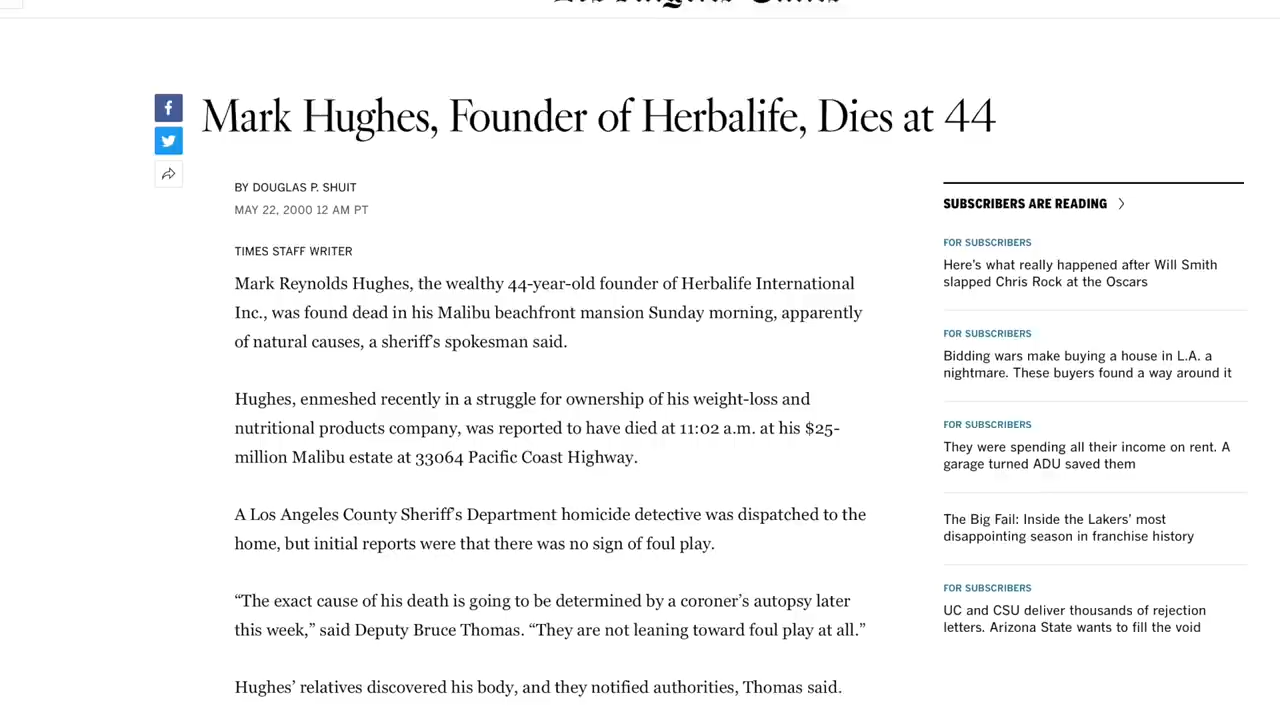 Los Angeles Times
Mark Hughes, Founder of Herbalife, Dies at 44
BY DOUGLAS P. SHUIT
MAY 22, 2000 12 AM PT
TIMES STAFF WRITER
Mark Reynolds Hughes, the wealthy 44-year-old founder of Herbalife International
Inc., was found dead in his Malibu beachfront mansion Sunday morning, apparently
of natural causes, a sheriff’s spokesman said.
Hughes, enmeshed recently in a struggle for ownership of his weight-loss and
nutritional products company, was reported to have died at 11:02 a.m. at his $25-
million Malibu estate at 33064 Pacific Coast Highway.
A Los Angeles County Sheriff’s Department homicide detective was dispatched to the
home, but initial reports were that there was no sign of foul play.
“The exact cause of his death is going to be determined by a coroner’s autopsy later
this week,” said Deputy Bruce Thomas. “They are not leaning toward foul play at all.”
Hughes’ relatives discovered his body, and they notified authorities, Thomas said.
SUBSCRIBERS ARE READING
FOR SUBSCRIBERS
Here’s what really happened after Will Smith
slapped Chris Rock at the Oscars
FOR SUBSCRIBERS
Bidding wars make buying a house in L.A. a
nightmare. These buyers found a way around it
FOR SUBSCRIBERS
They were spending all their income on rent. A
garage turned ADU saved them
The Big Fail: Inside the Lakers’ most
disappointing season in franchise history
FOR SUBSCRIBERS
UC and CSU deliver thousands of rejection
letters. Arizona State wants to fill the void